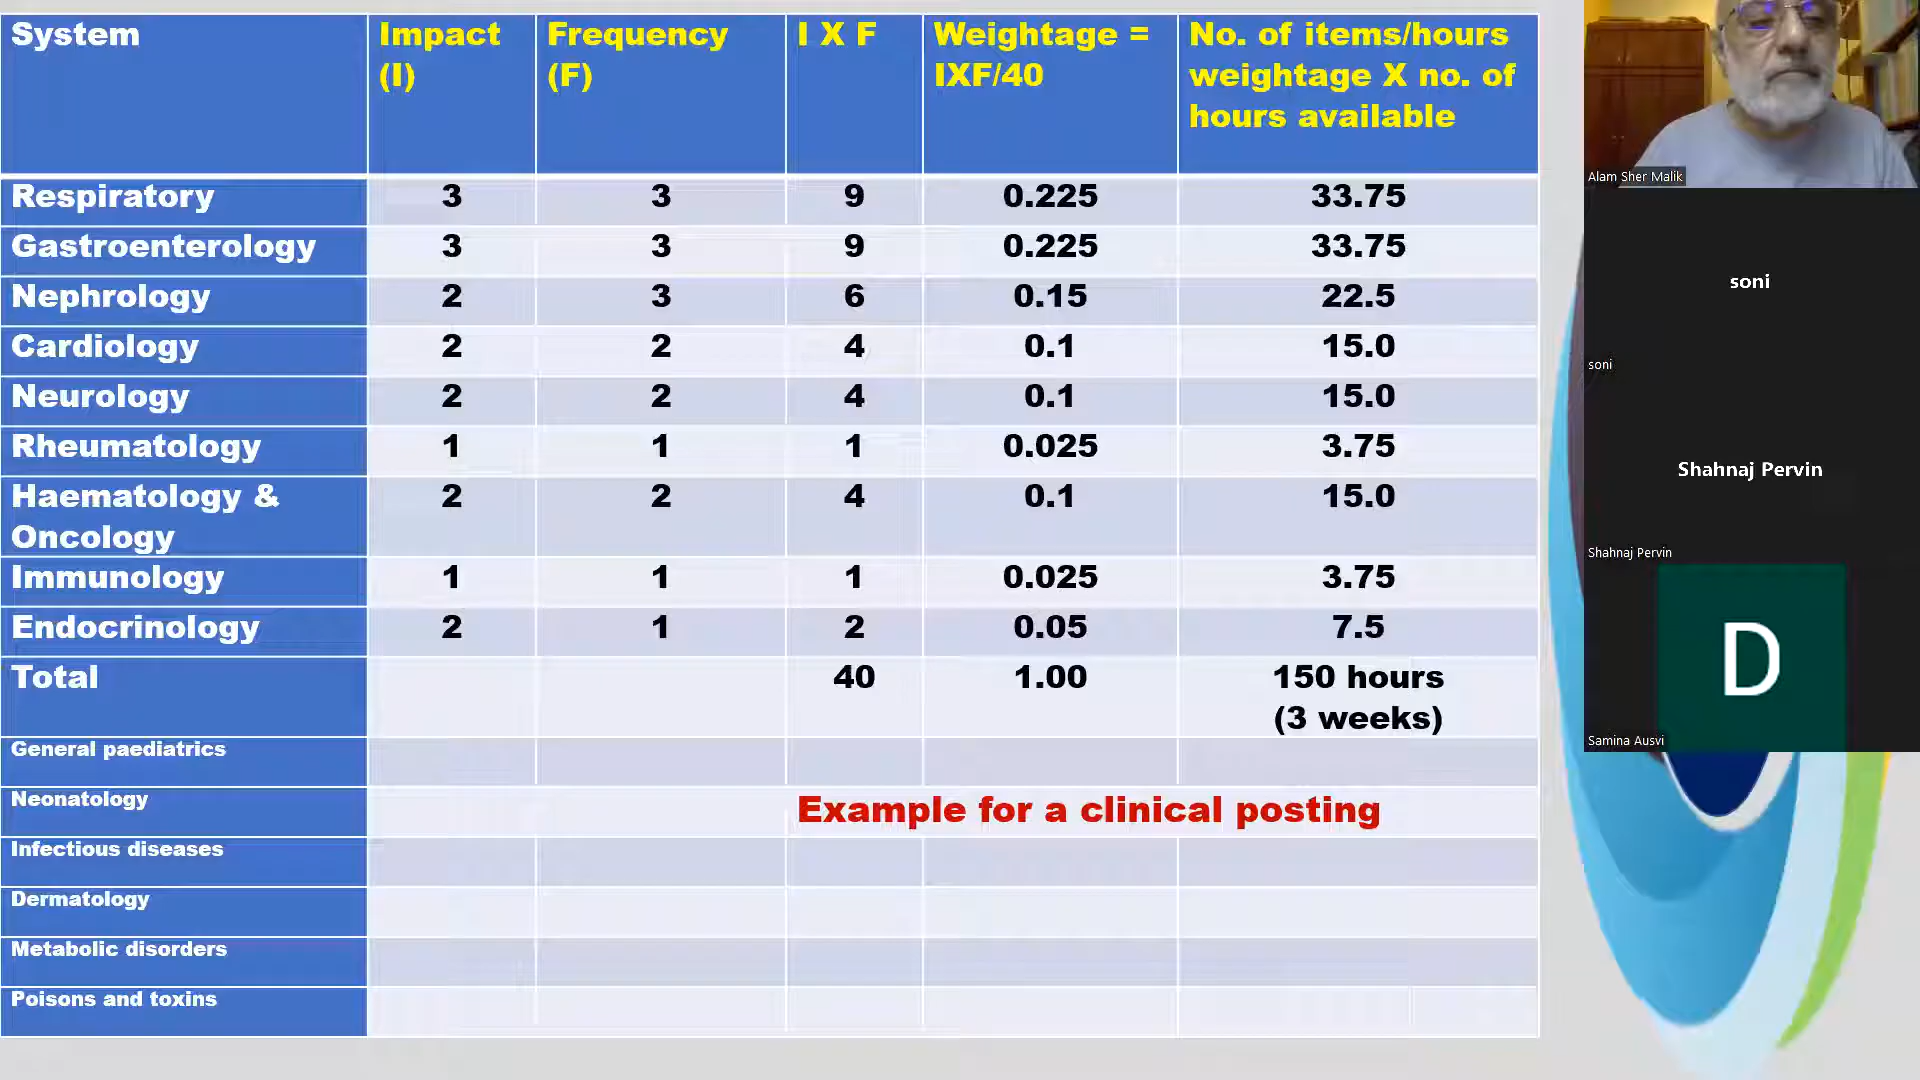 System Impact Frequency I X F Weightage = No. of items/hours
(I) (F) IXF/40 weightage X no. of
hours available
Respiratory 3 3 9 0.225 33.75
Gastroenterology 3 3 9 0.225 33.75
Nephrology 2 3 6 0.15 22.5
Cardiology 2 2 4 0.1 15.0
Neurology 2 2 4 0.1 15.0
Rheumatology 1 1 1 0.025 3.75
Haematology & 2 2 4 0.1 15.0
Oncology
Immunology 1 1 1 0.025 3.75
Endocrinology 2 1 2 0.05 7.5
Total 40 1.00 150 hours
(3 weeks)
General paediatrics
Neonatology Example for a clinical posting
Infectious diseases
Dermatology
Metabolic disorders
Poisons and toxins
Alam Sher Malik
soni
soni
Shahnaj Pervin
Shahnaj Pervin
D
Samina Ausvi